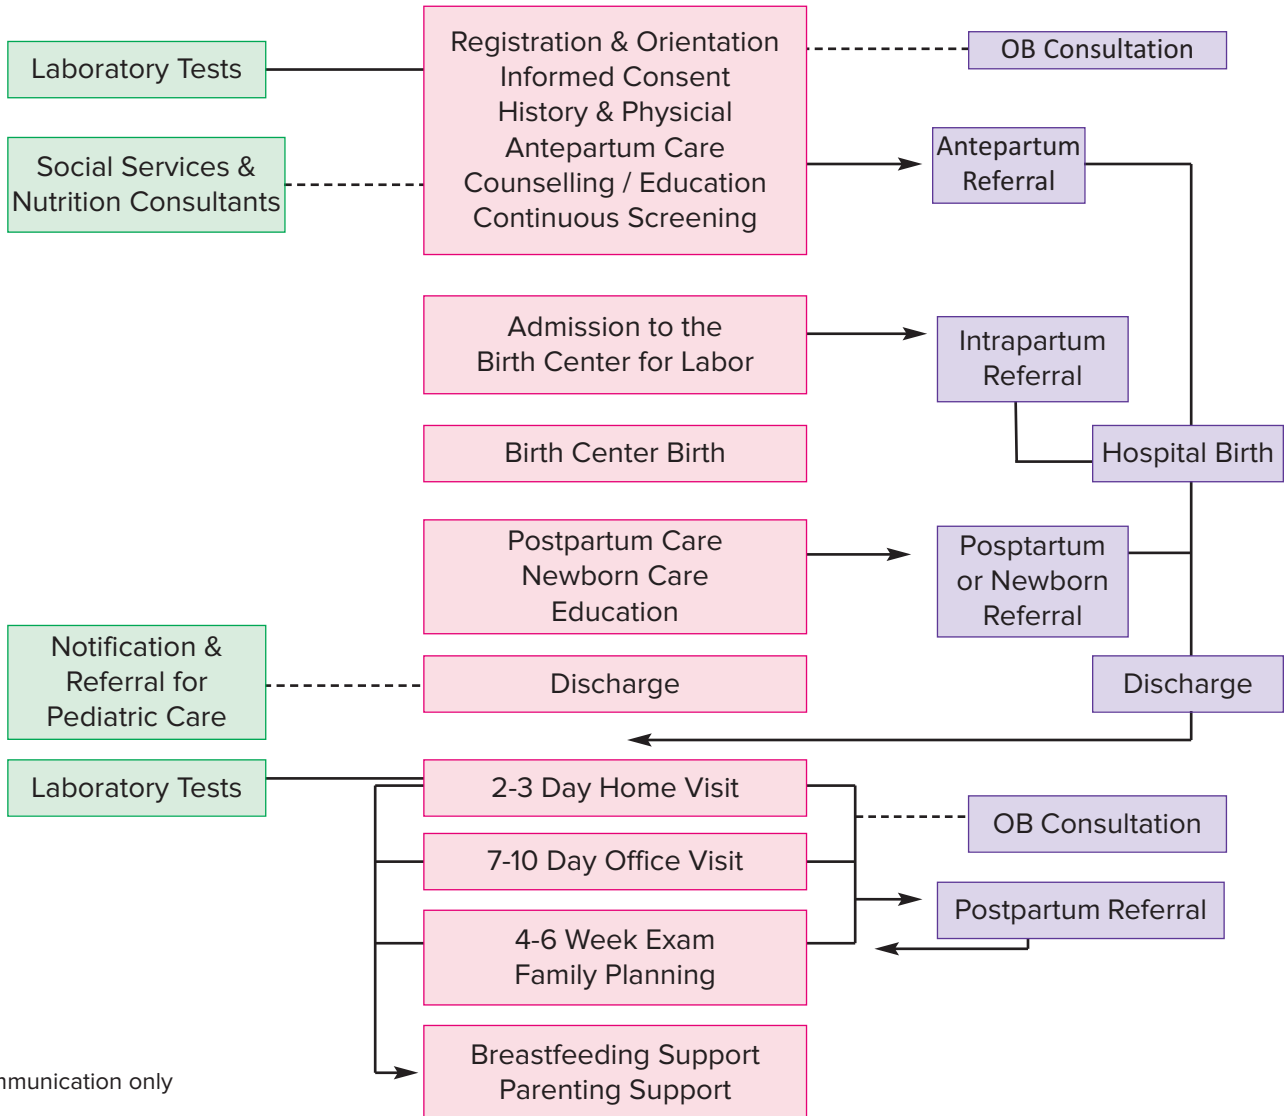 Laboratory Tests
Registration & Orientation
Informed Consent
History & Physicial
Antepartum Care
Counselling / Education
Continuous Screening
OB Consultation
Social Services &
Nutrition Consultants
Antepartum
Referral
Admission to the
Birth Center for Labor
Intrapartum
Referral
Birth Center Birth
Hospital Birth
Postpartum Care
Newborn Care
Education
Posptartum
or Newborn
Referral
Notification &
Referral for
Pediatric Care
Discharge
Discharge
Laboratory Tests
2-3 Day Home Visit
OB Consultation
7-10 Day Office Visit
Postpartum Referral
4-6 Week Exam
Family Planning
Breastfeeding Support
Parenting Support
mmunication only